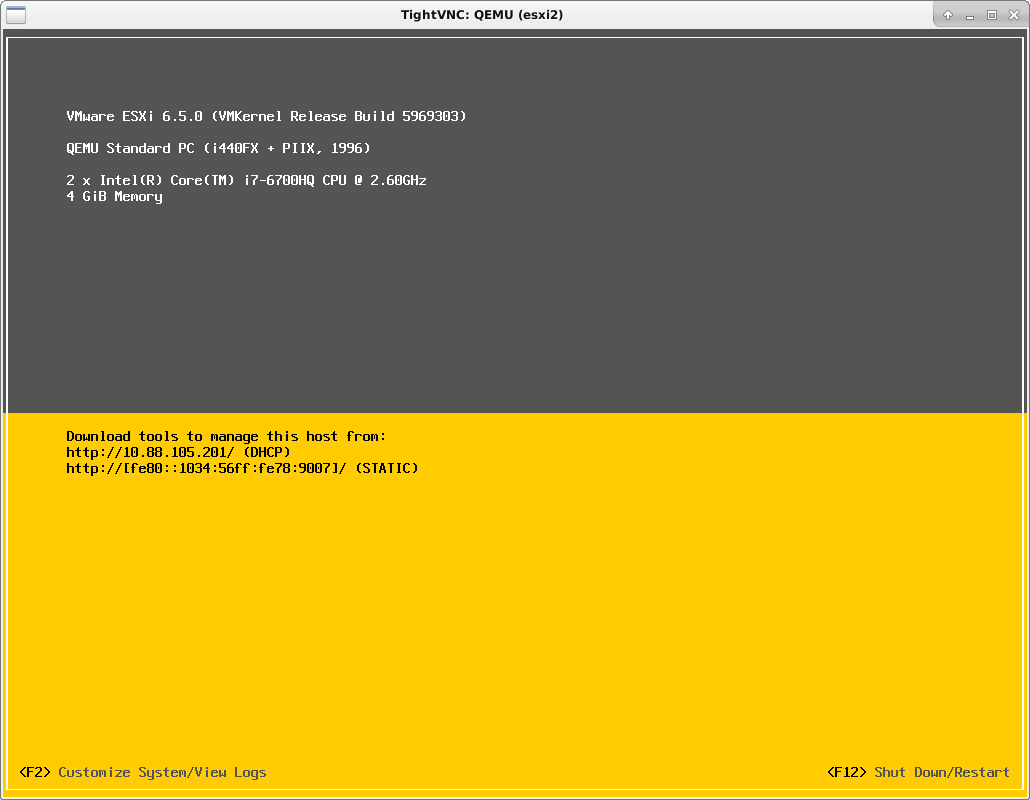 TightVNC: QEMU (esxi2)
VMware ESXi 6.5.0 (VMKernel Release Build 5969303)
QEMU Standard PC (i440FX + PIIX, 1996)
2 x Intel(R) Core(TM) i7-6700HQ CPU @ 2.60GHz
4 GiB Memory
Download tools to manage this host from:
http://10.88.105.201/ (DHCP)
http://[fe80::1034:56ff:fe78:9007]/ (STATIC)
<F2> Customize System/View Logs
<F12> Shut Down/Restart